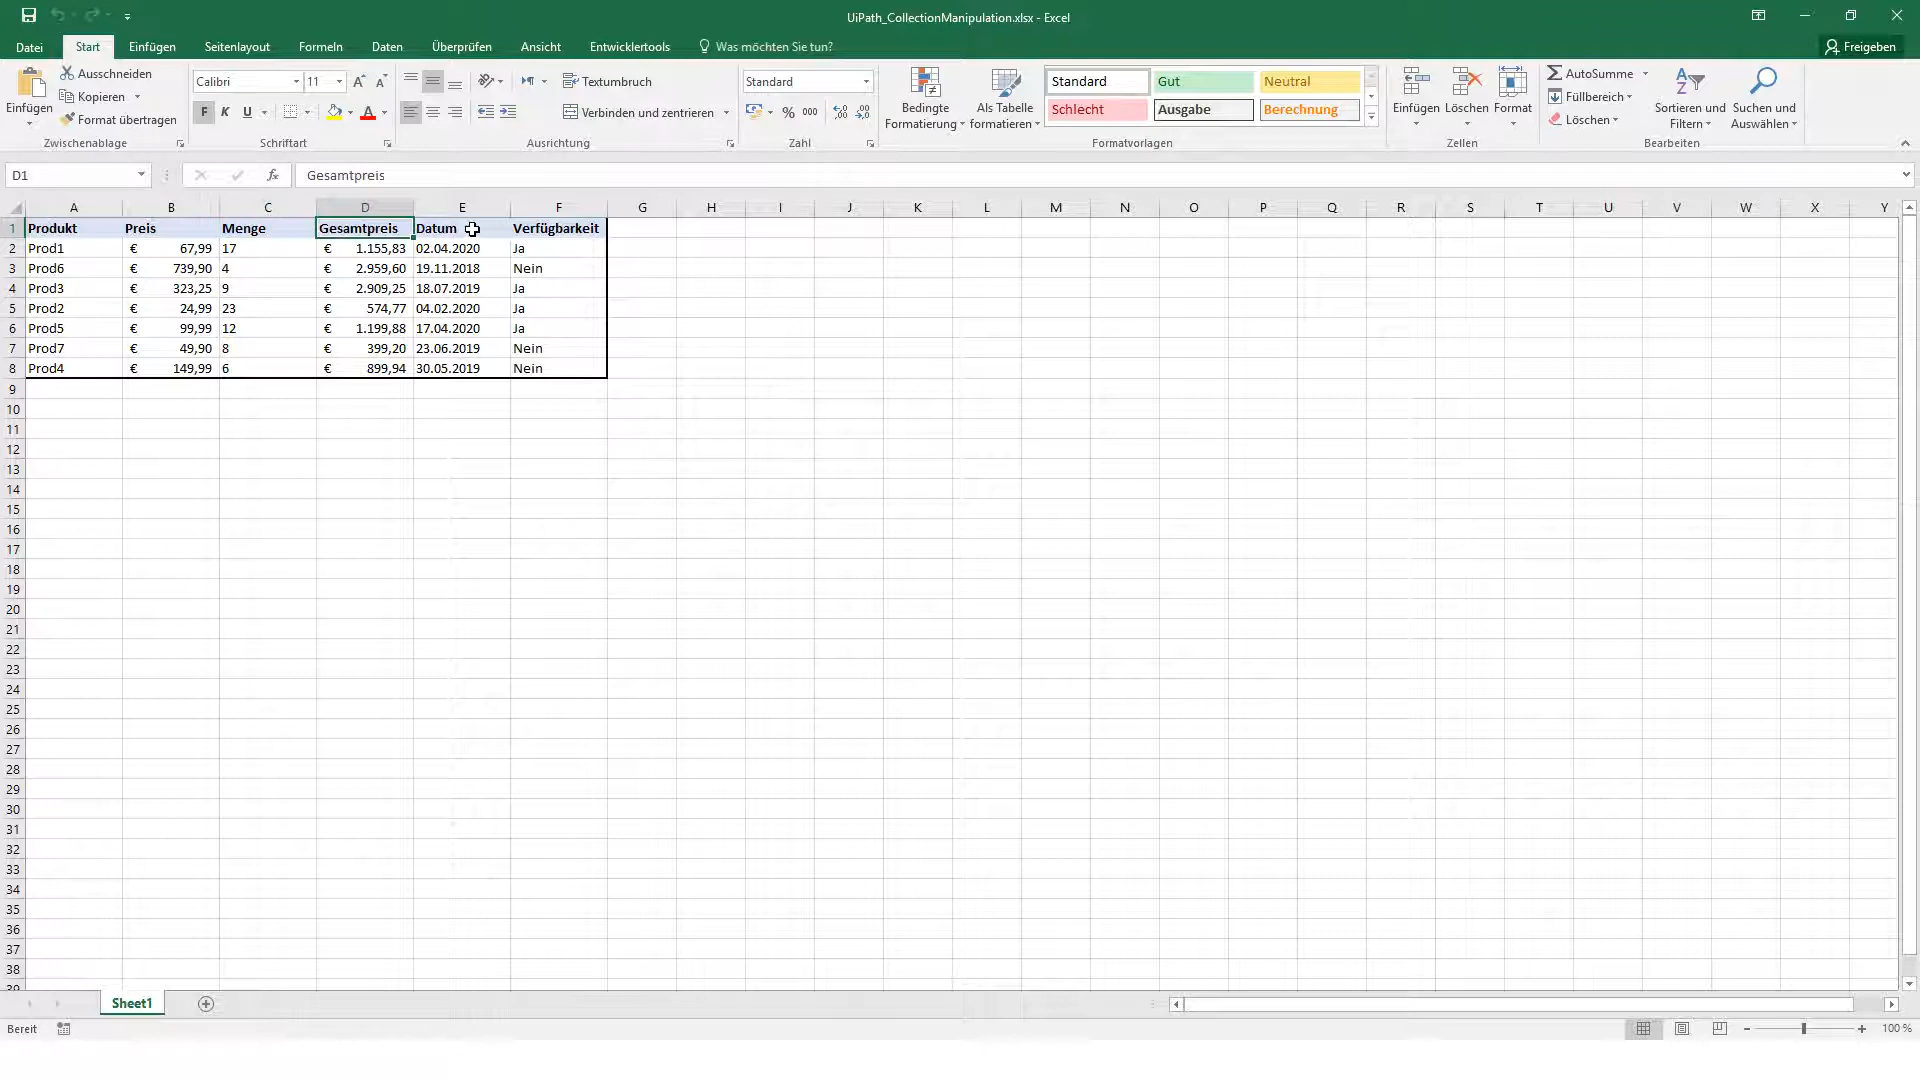 UiPath_CollectionManipulation.xlsx - Excel
Datei Start Einfügen Seitenlayout Formeln Daten Überprüfen Ansicht Entwicklertools Was möchten Sie tun? Freigeben
Einfügen
Ausschneiden
Kopieren
Format übertragen
Zwischenablage
Calibri 11
F K U
Schriftart
Textumbruch
Verbinden und zentrieren
Ausrichtung
Standard
% 000
Zahl
Bedingte Formatierung
Als Tabelle formatieren
Standard Gut Neutral
Schlecht Ausgabe Berechnung
Formatvorlagen
Einfügen Löschen Format
Zellen
AutoSumme
Füllbereich
Löschen
Sortieren und Filtern
Suchen und Auswählen
Bearbeiten
D1 fx Gesamtpreis
A B C D E F G H I J K L M N O P Q R S T U V W X Y
1 Produkt Preis Menge Gesamtpreis Datum Verfügbarkeit
2 Prod1 € 67,99 17 € 1.155,83 02.04.2020 Ja
3 Prod6 € 739,90 4 € 2.959,60 19.11.2018 Nein
4 Prod3 € 323,25 9 € 2.909,25 18.07.2019 Ja
5 Prod2 € 24,99 23 € 574,77 04.02.2020 Ja
6 Prod5 € 99,99 12 € 1.199,88 17.04.2020 Ja
7 Prod7 € 49,90 8 € 399,20 23.06.2019 Nein
8 Prod4 € 149,99 6 € 899,94 30.05.2019 Nein
9
10
11
12
13
14
15
16
17
18
19
20
21
22
23
24
25
26
27
28
29
30
31
32
33
34
35
36
37
38
39
Sheet1
Bereit
100 %